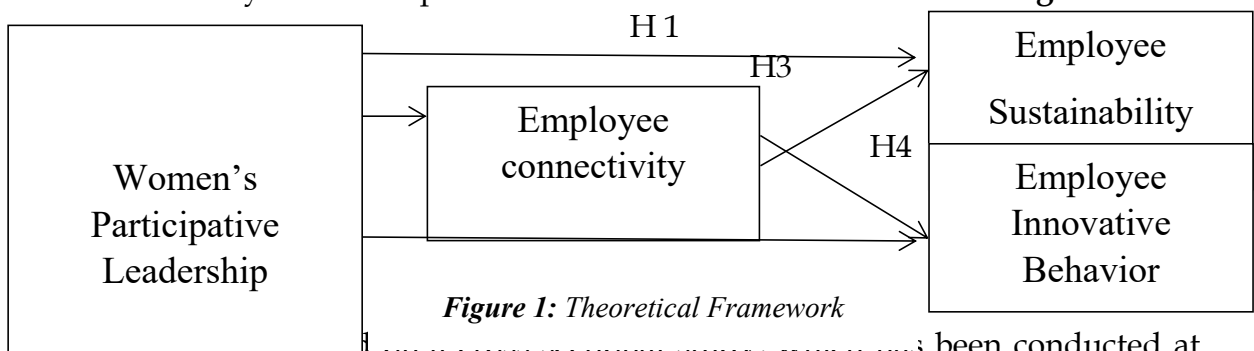 H 1
H3
H4
Women’s
Participative
Leadership
Employee
connectivity
Employee
Sustainability
Employee
Innovative
Behavior
Figure 1: Theoretical Framework
been conducted at